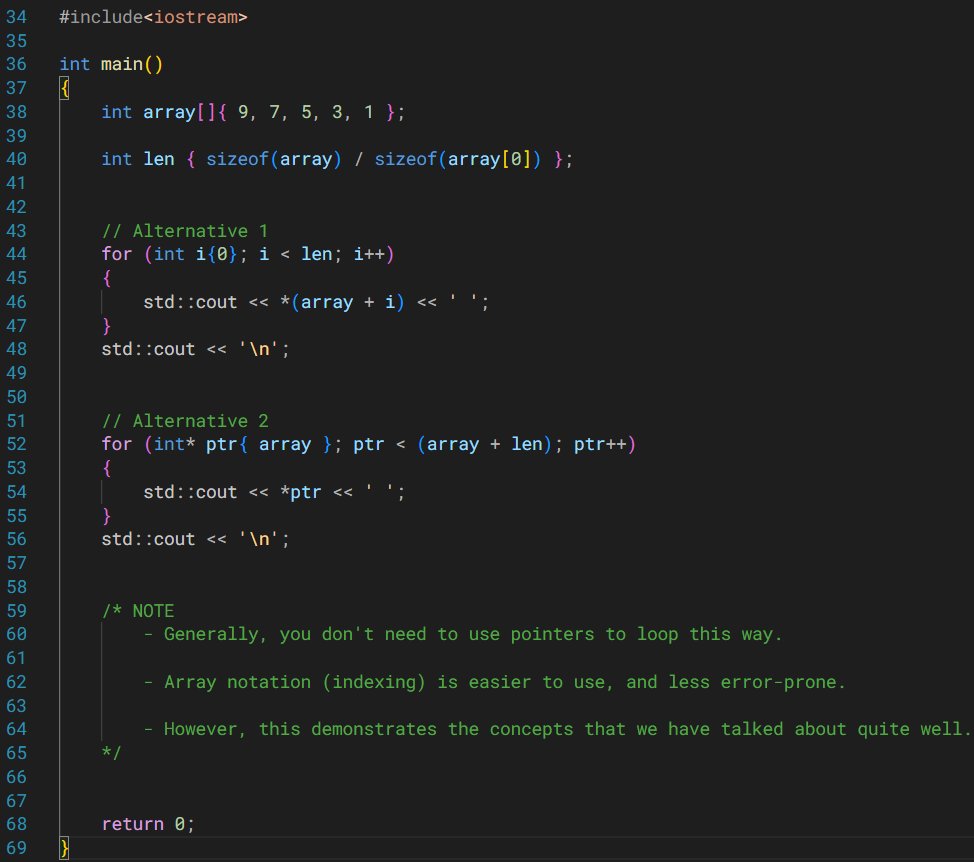 34 #include<iostream>
35
36 int main()
37 {
38     int array[]{ 9, 7, 5, 3, 1 };
39
40     int len { sizeof(array) / sizeof(array[0]) };
41
42
43     // Alternative 1
44     for (int i{0}; i < len; i++)
45     {
46         std::cout << *(array + i) << ' ';
47     }
48     std::cout << '\n';
49
50
51     // Alternative 2
52     for (int* ptr{ array }; ptr < (array + len); ptr++)
53     {
54         std::cout << *ptr << ' ';
55     }
56     std::cout << '\n';
57
58
59     /* NOTE
60         - Generally, you don't need to use pointers to loop this way.
61
62         - Array notation (indexing) is easier to use, and less error-prone.
63
64         - However, this demonstrates the concepts that we have talked about quite well.
65     */
66
67
68     return 0;
69 }